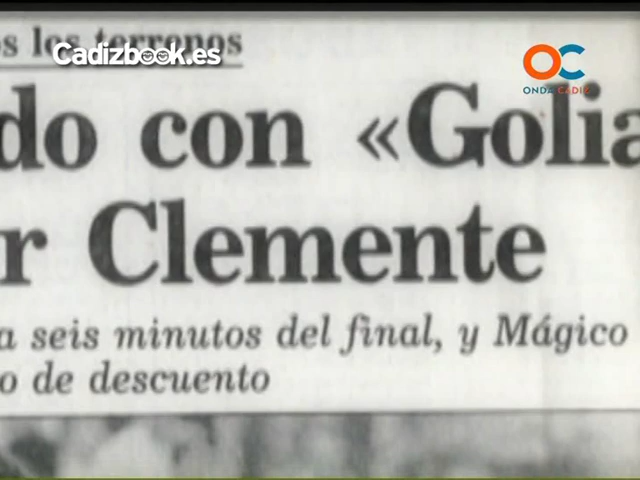 s los terrenos
Cadizbook.es
OC
ONDA CADIZ
do con «Golia
r Clemente
a seis minutos del final, y Mágico
o de descuento